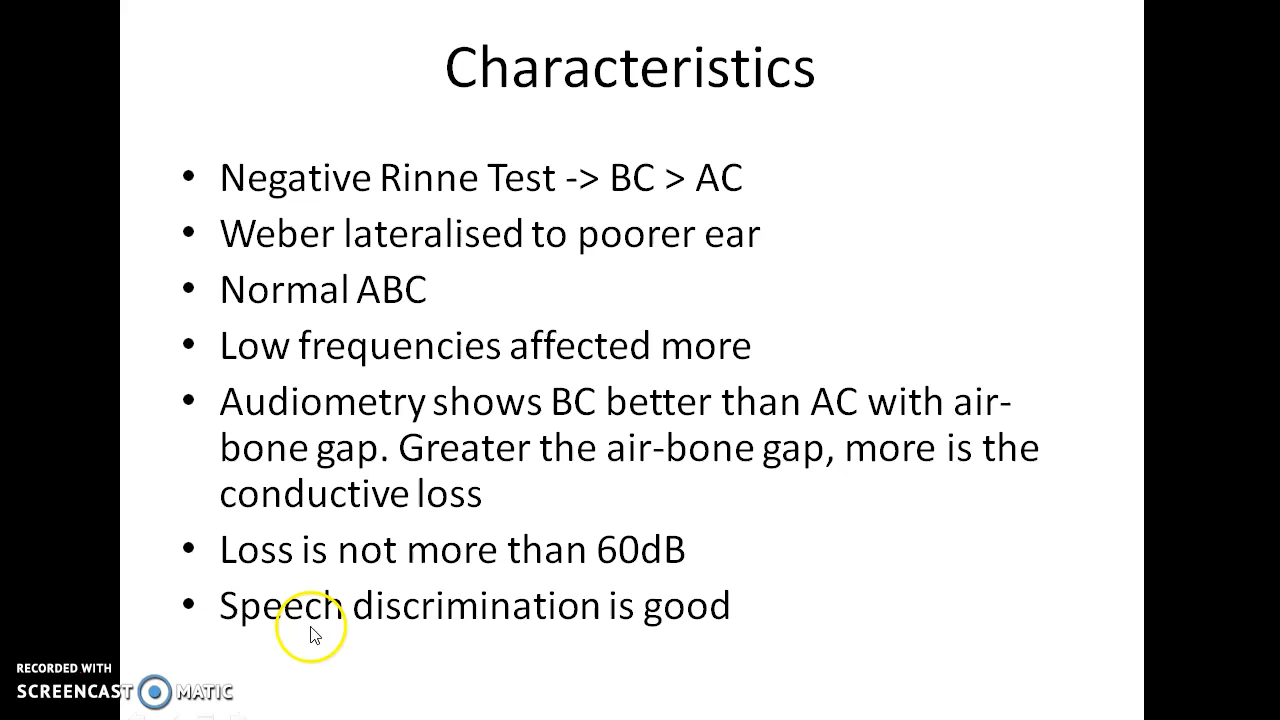 Characteristics
• Negative Rinne Test -> BC > AC
• Weber lateralised to poorer ear
• Normal ABC
• Low frequencies affected more
• Audiometry shows BC better than AC with air-
bone gap. Greater the air-bone gap, more is the
conductive loss
• Loss is not more than 60dB
• Speech discrimination is good
RECORDED WITH
SCREENCAST MATIC